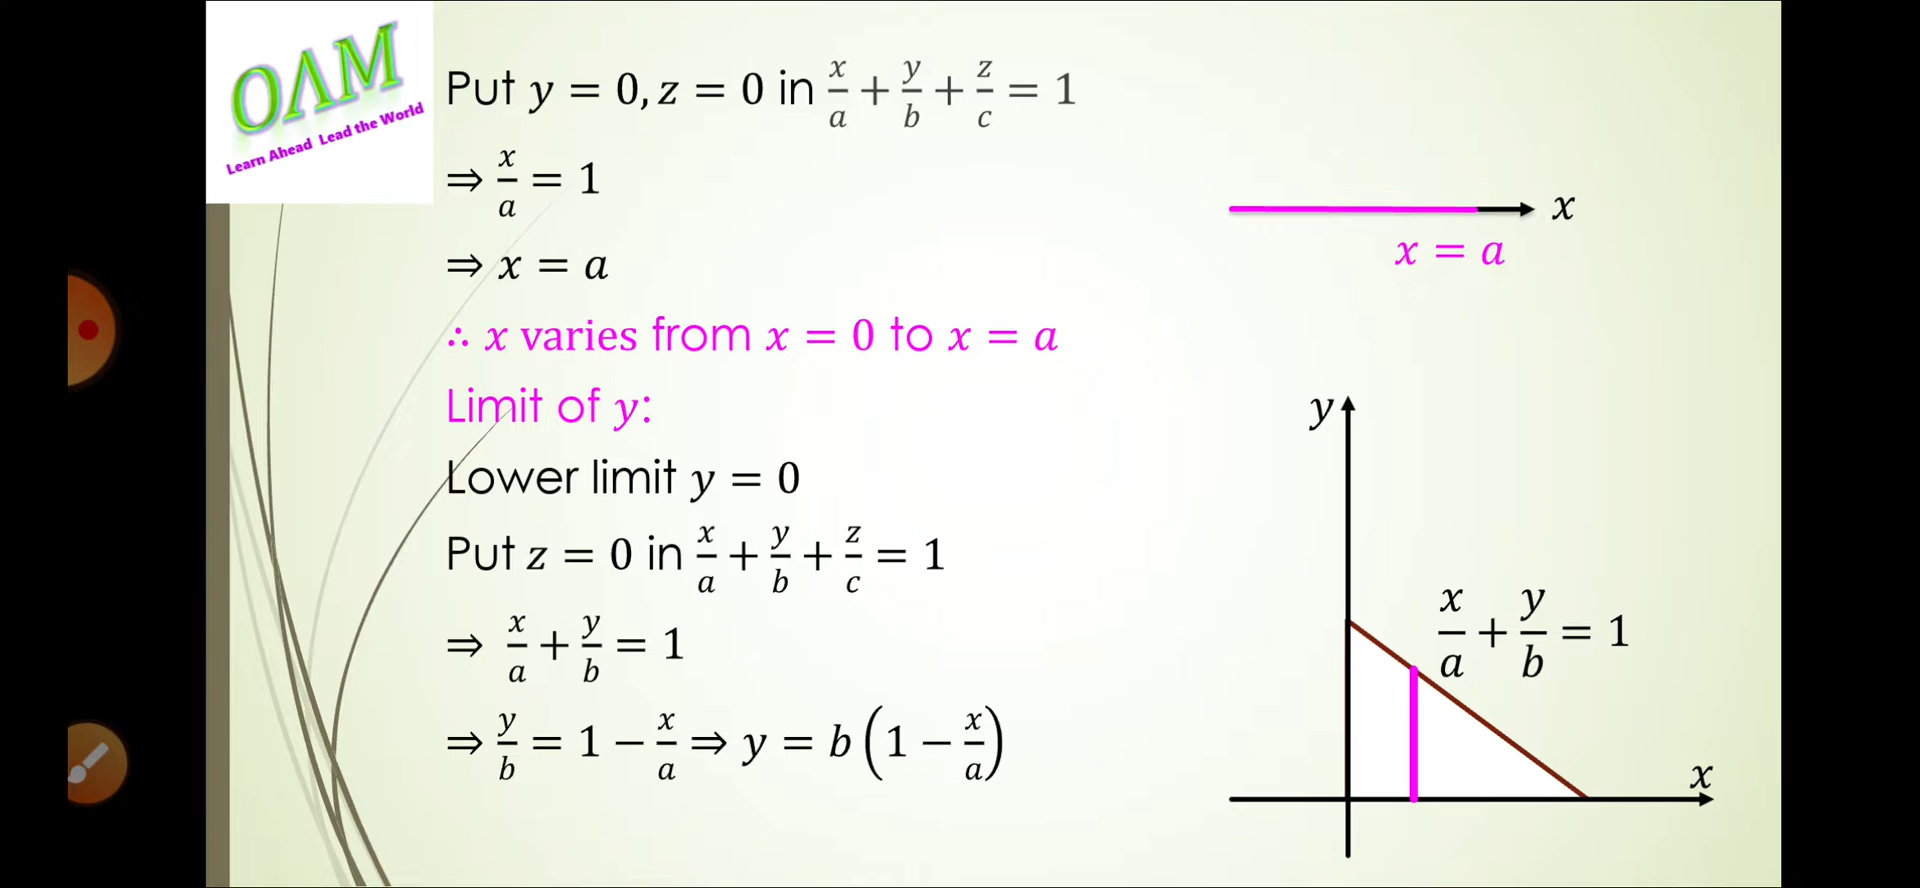 OΛM
Learn Ahead Lead the World
Put y = 0, z = 0 in x/a + y/b + z/c = 1
⇒ x/a = 1
⇒ x = a
∴ x varies from x = 0 to x = a
Limit of y:
Lower limit y = 0
Put z = 0 in x/a + y/b + z/c = 1
⇒ x/a + y/b = 1
⇒ y/b = 1 − x/a ⇒ y = b(1 − x/a)
x
x = a
y
x/a + y/b = 1
x